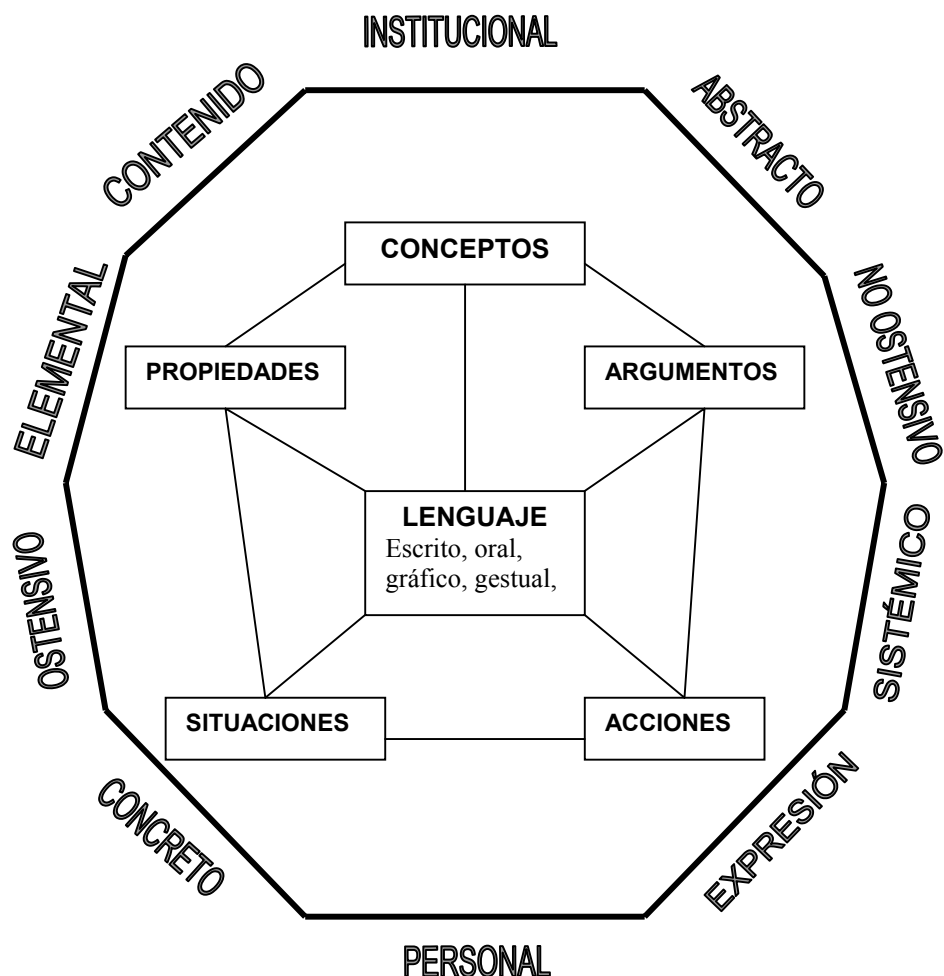 INSTITUCIONAL
CONTENIDO
ABSTRACTO
CONCEPTOS
ELEMENTAL
NO OSTENSIVO
PROPIEDADES
ARGUMENTOS
LENGUAJE
Escrito, oral,
gráfico, gestual,
OSTENSIVO
SISTÉMICO
SITUACIONES
ACCIONES
CONCRETO
EXPRESIÓN
PERSONAL